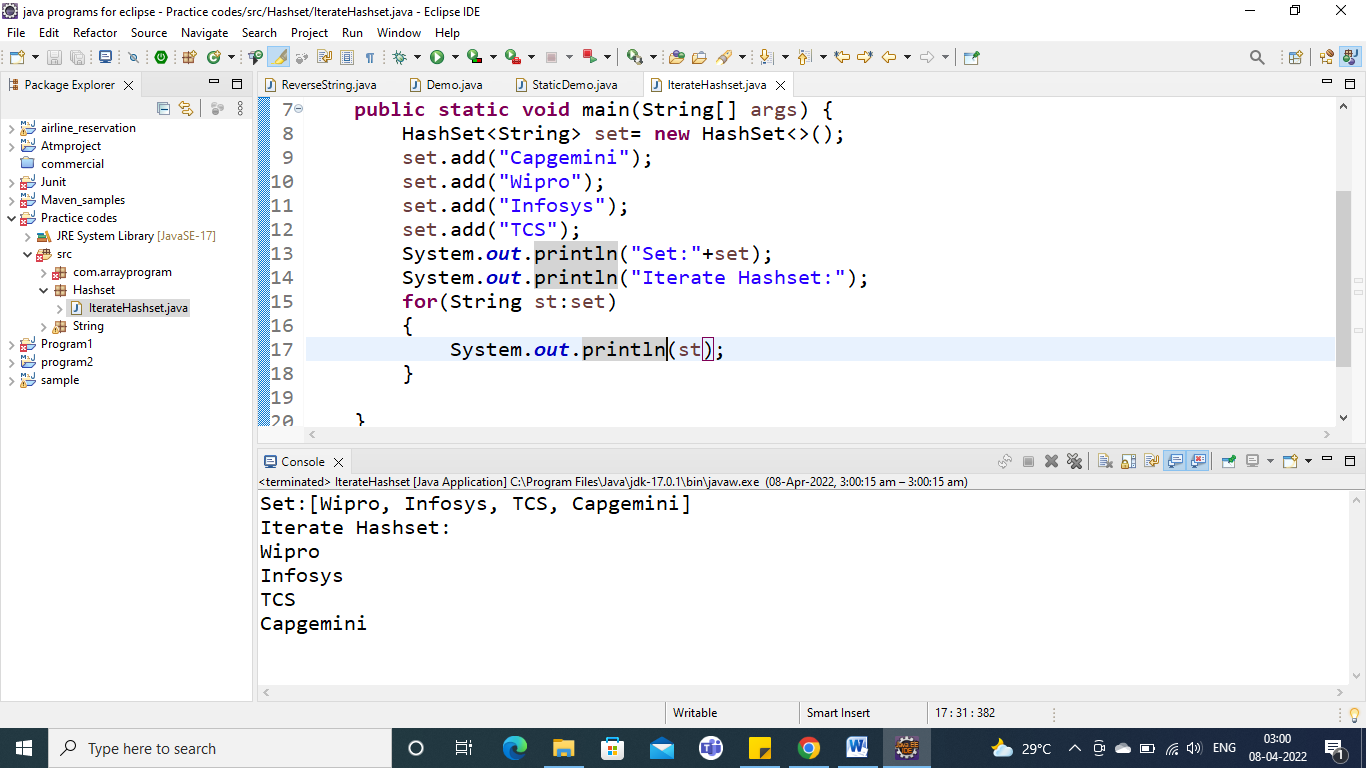 java programs for eclipse - Practice codes/src/Hashset/IterateHashset.java - Eclipse IDE
File Edit Refactor Source Navigate Search Project Run Window Help
Package Explorer
airline_reservation
Atmproject
commercial
Junit
Maven_samples
Practice codes
JRE System Library [JavaSE-17]
src
com.arrayprogram
Hashset
IterateHashset.java
String
Program1
program2
sample
ReverseString.java Demo.java StaticDemo.java IterateHashset.java
7 public static void main(String[] args) {
8 HashSet<String> set= new HashSet<>();
9 set.add("Capgemini");
10 set.add("Wipro");
11 set.add("Infosys");
12 set.add("TCS");
13 System.out.println("Set:"+set);
14 System.out.println("Iterate Hashset:");
15 for(String st:set)
16 {
17 System.out.println(st);
18 }
19
20 }
Console
<terminated> IterateHashset [Java Application] C:\Program Files\Java\jdk-17.0.1\bin\javaw.exe (08-Apr-2022, 3:00:15 am – 3:00:15 am)
Set:[Wipro, Infosys, TCS, Capgemini]
Iterate Hashset:
Wipro
Infosys
TCS
Capgemini
Writable Smart Insert 17 : 31 : 382
Type here to search
29°C
ENG
03:00
08-04-2022
1